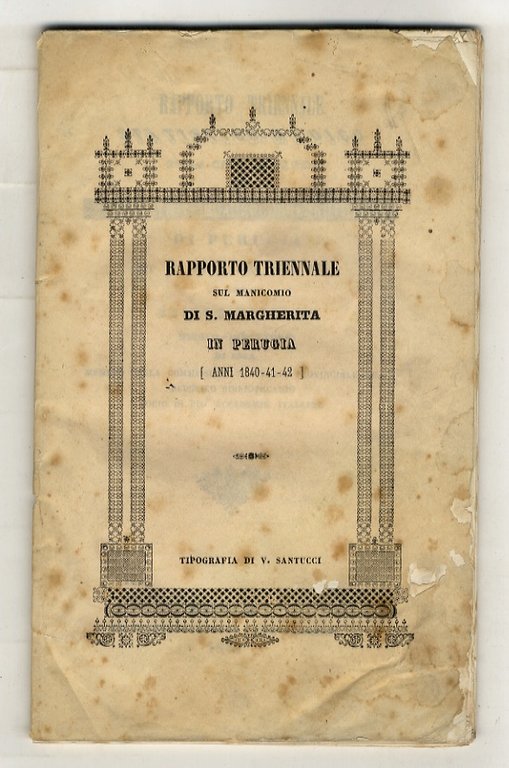 RAPPORTO TRIENNALE
SUL MANICOMIO
DI S. MARGHERITA
IN PERUGIA
[ ANNI 1840-41-42 ]
TIPOGRAFIA DI V. SANTUCCI